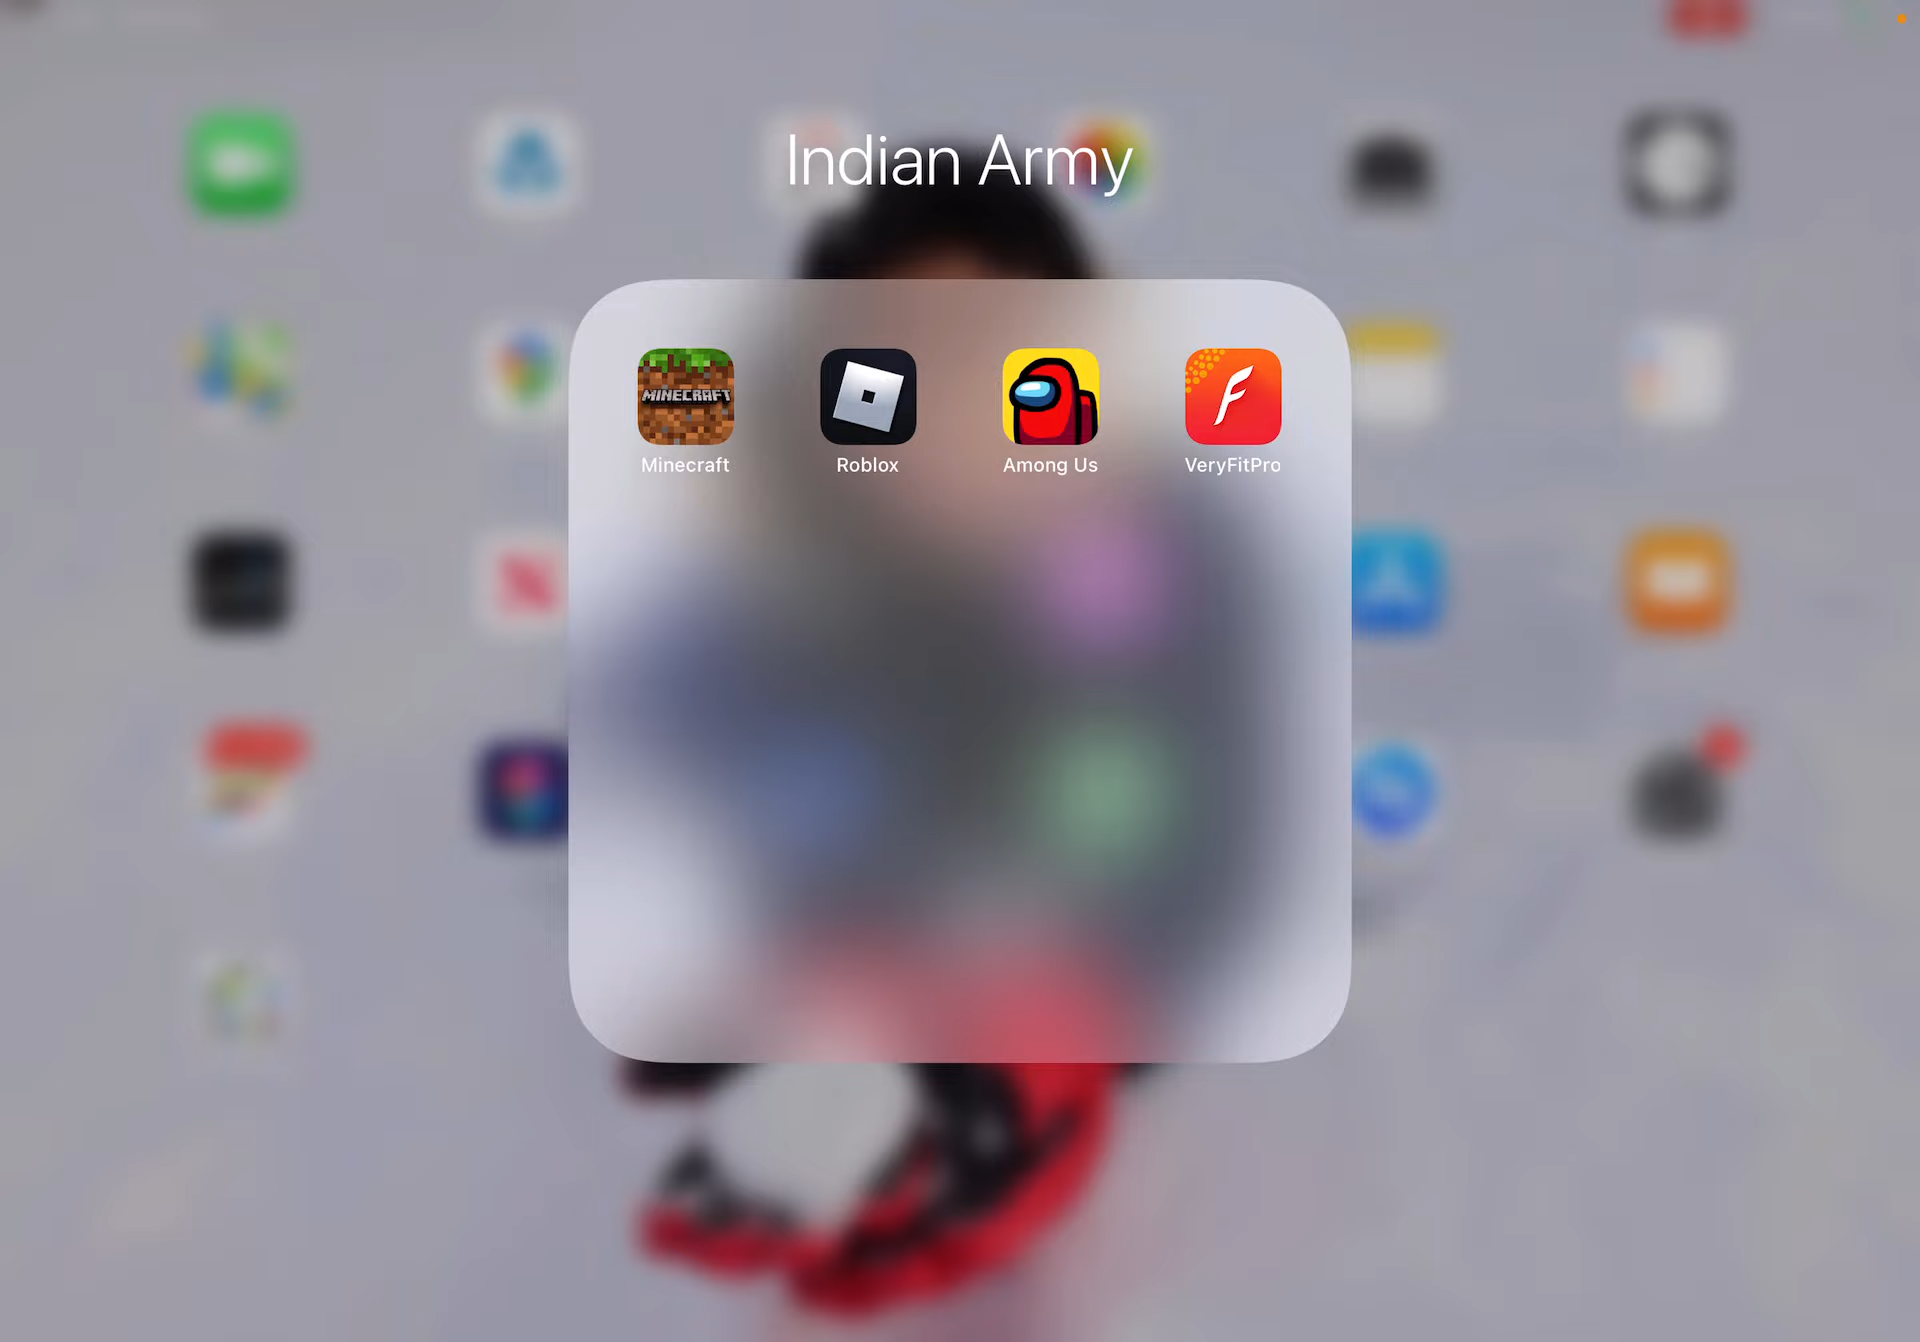 Indian Army
MINECRAFT
Minecraft
Roblox
Among Us
VeryFitPro